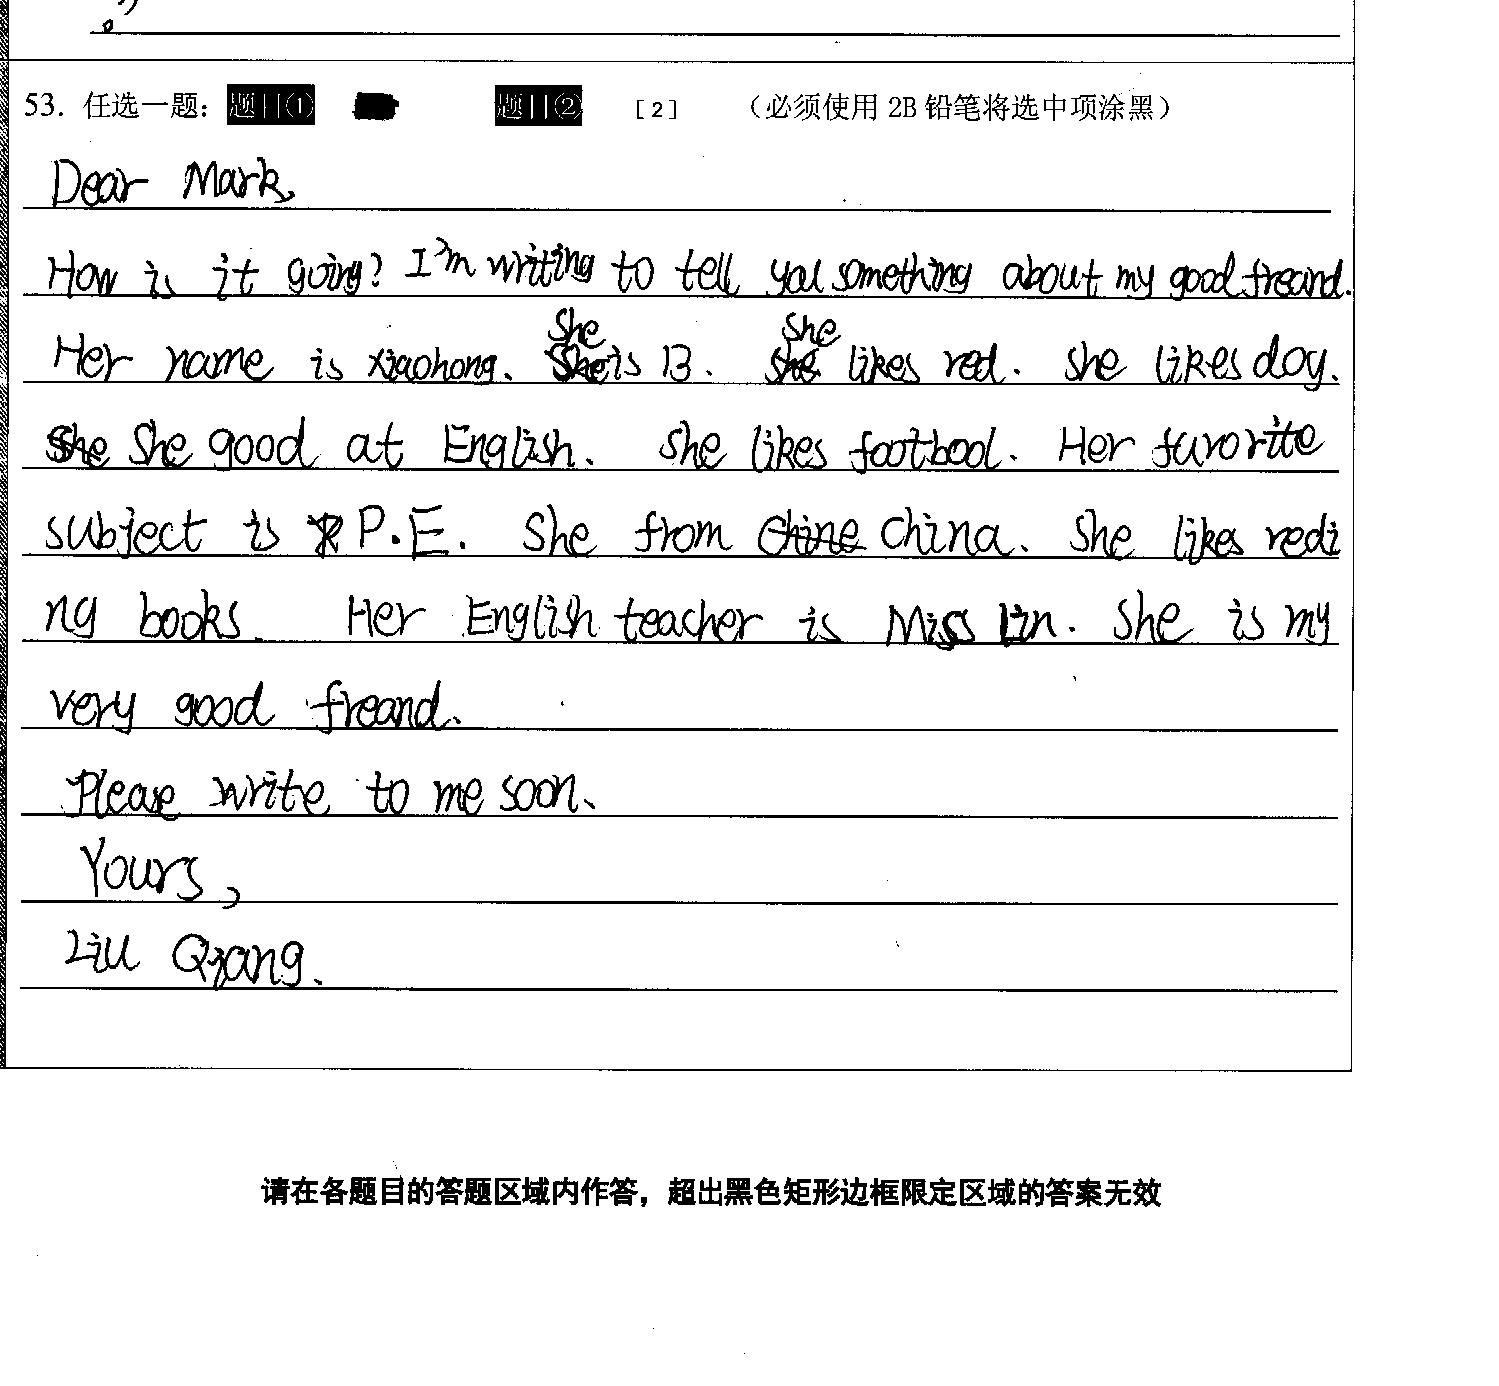 53. 任选一题: 题目① 题目② [2] （必须使用 2B 铅笔将选中项涂黑）
Dear Mark,
How is it going? I'm writing to tell you something about my good freand.
Her name is Xiaohong. She is 13. She likes red. she likes dog.
She good at English. She likes footbool. Her favorite
subject is P.E. She from China. She likes redi
ng books. Her English teacher is Miss Lin. She is my
very good freand.
Please write to me soon.
Yours,
Liu Qiang.
请在各题目的答题区域内作答，超出黑色矩形边框限定区域的答案无效